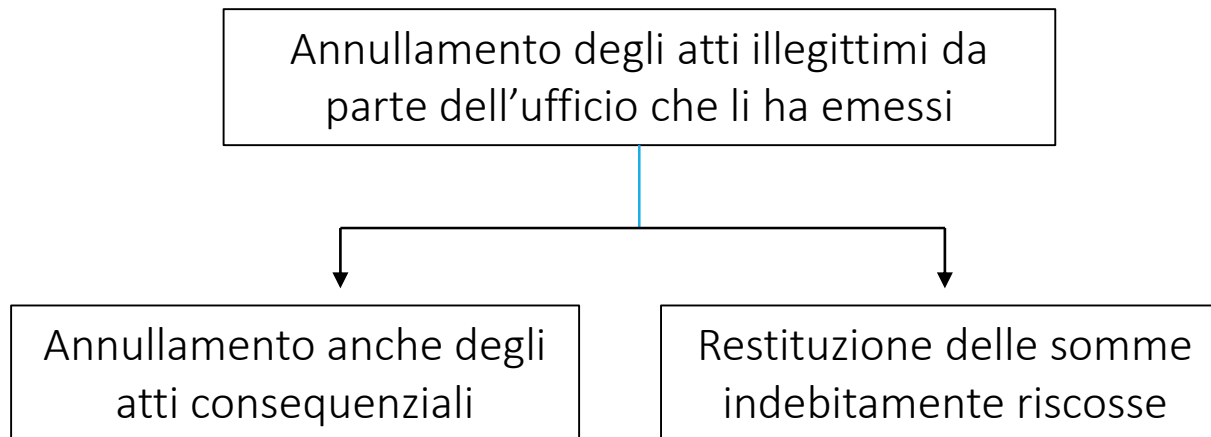 Annullamento degli atti illegittimi da
parte dell’ufficio che li ha emessi
Annullamento anche degli
atti consequenziali
Restituzione delle somme
indebitamente riscosse